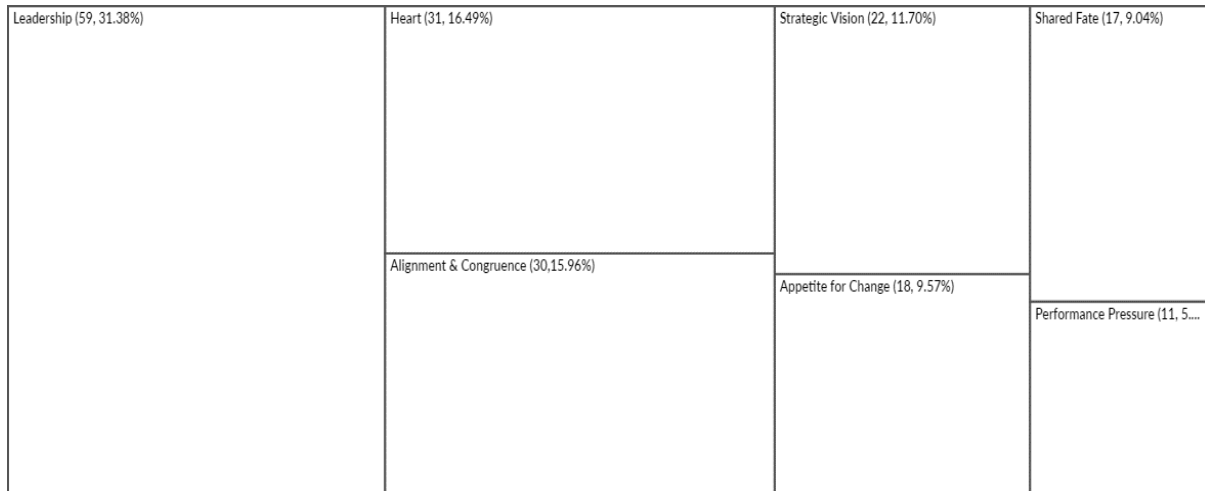 Leadership (59, 31.38%)
Heart (31, 16.49%)
Strategic Vision (22, 11.70%)
Shared Fate (17, 9.04%)
Alignment & Congruence (30,15.96%)
Appetite for Change (18, 9.57%)
Performance Pressure (11, 5....